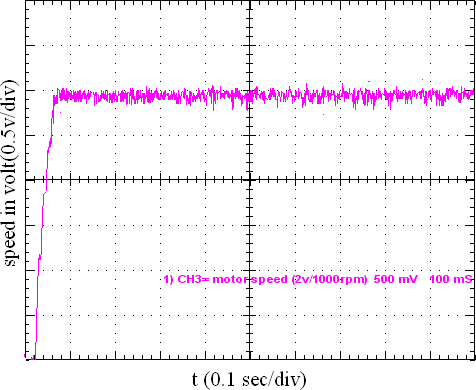 speed in volt(0.5v/div)
1) CH3= motor speed (2v/1000rpm) 500 mV 100 mS
t (0.1 sec/div)